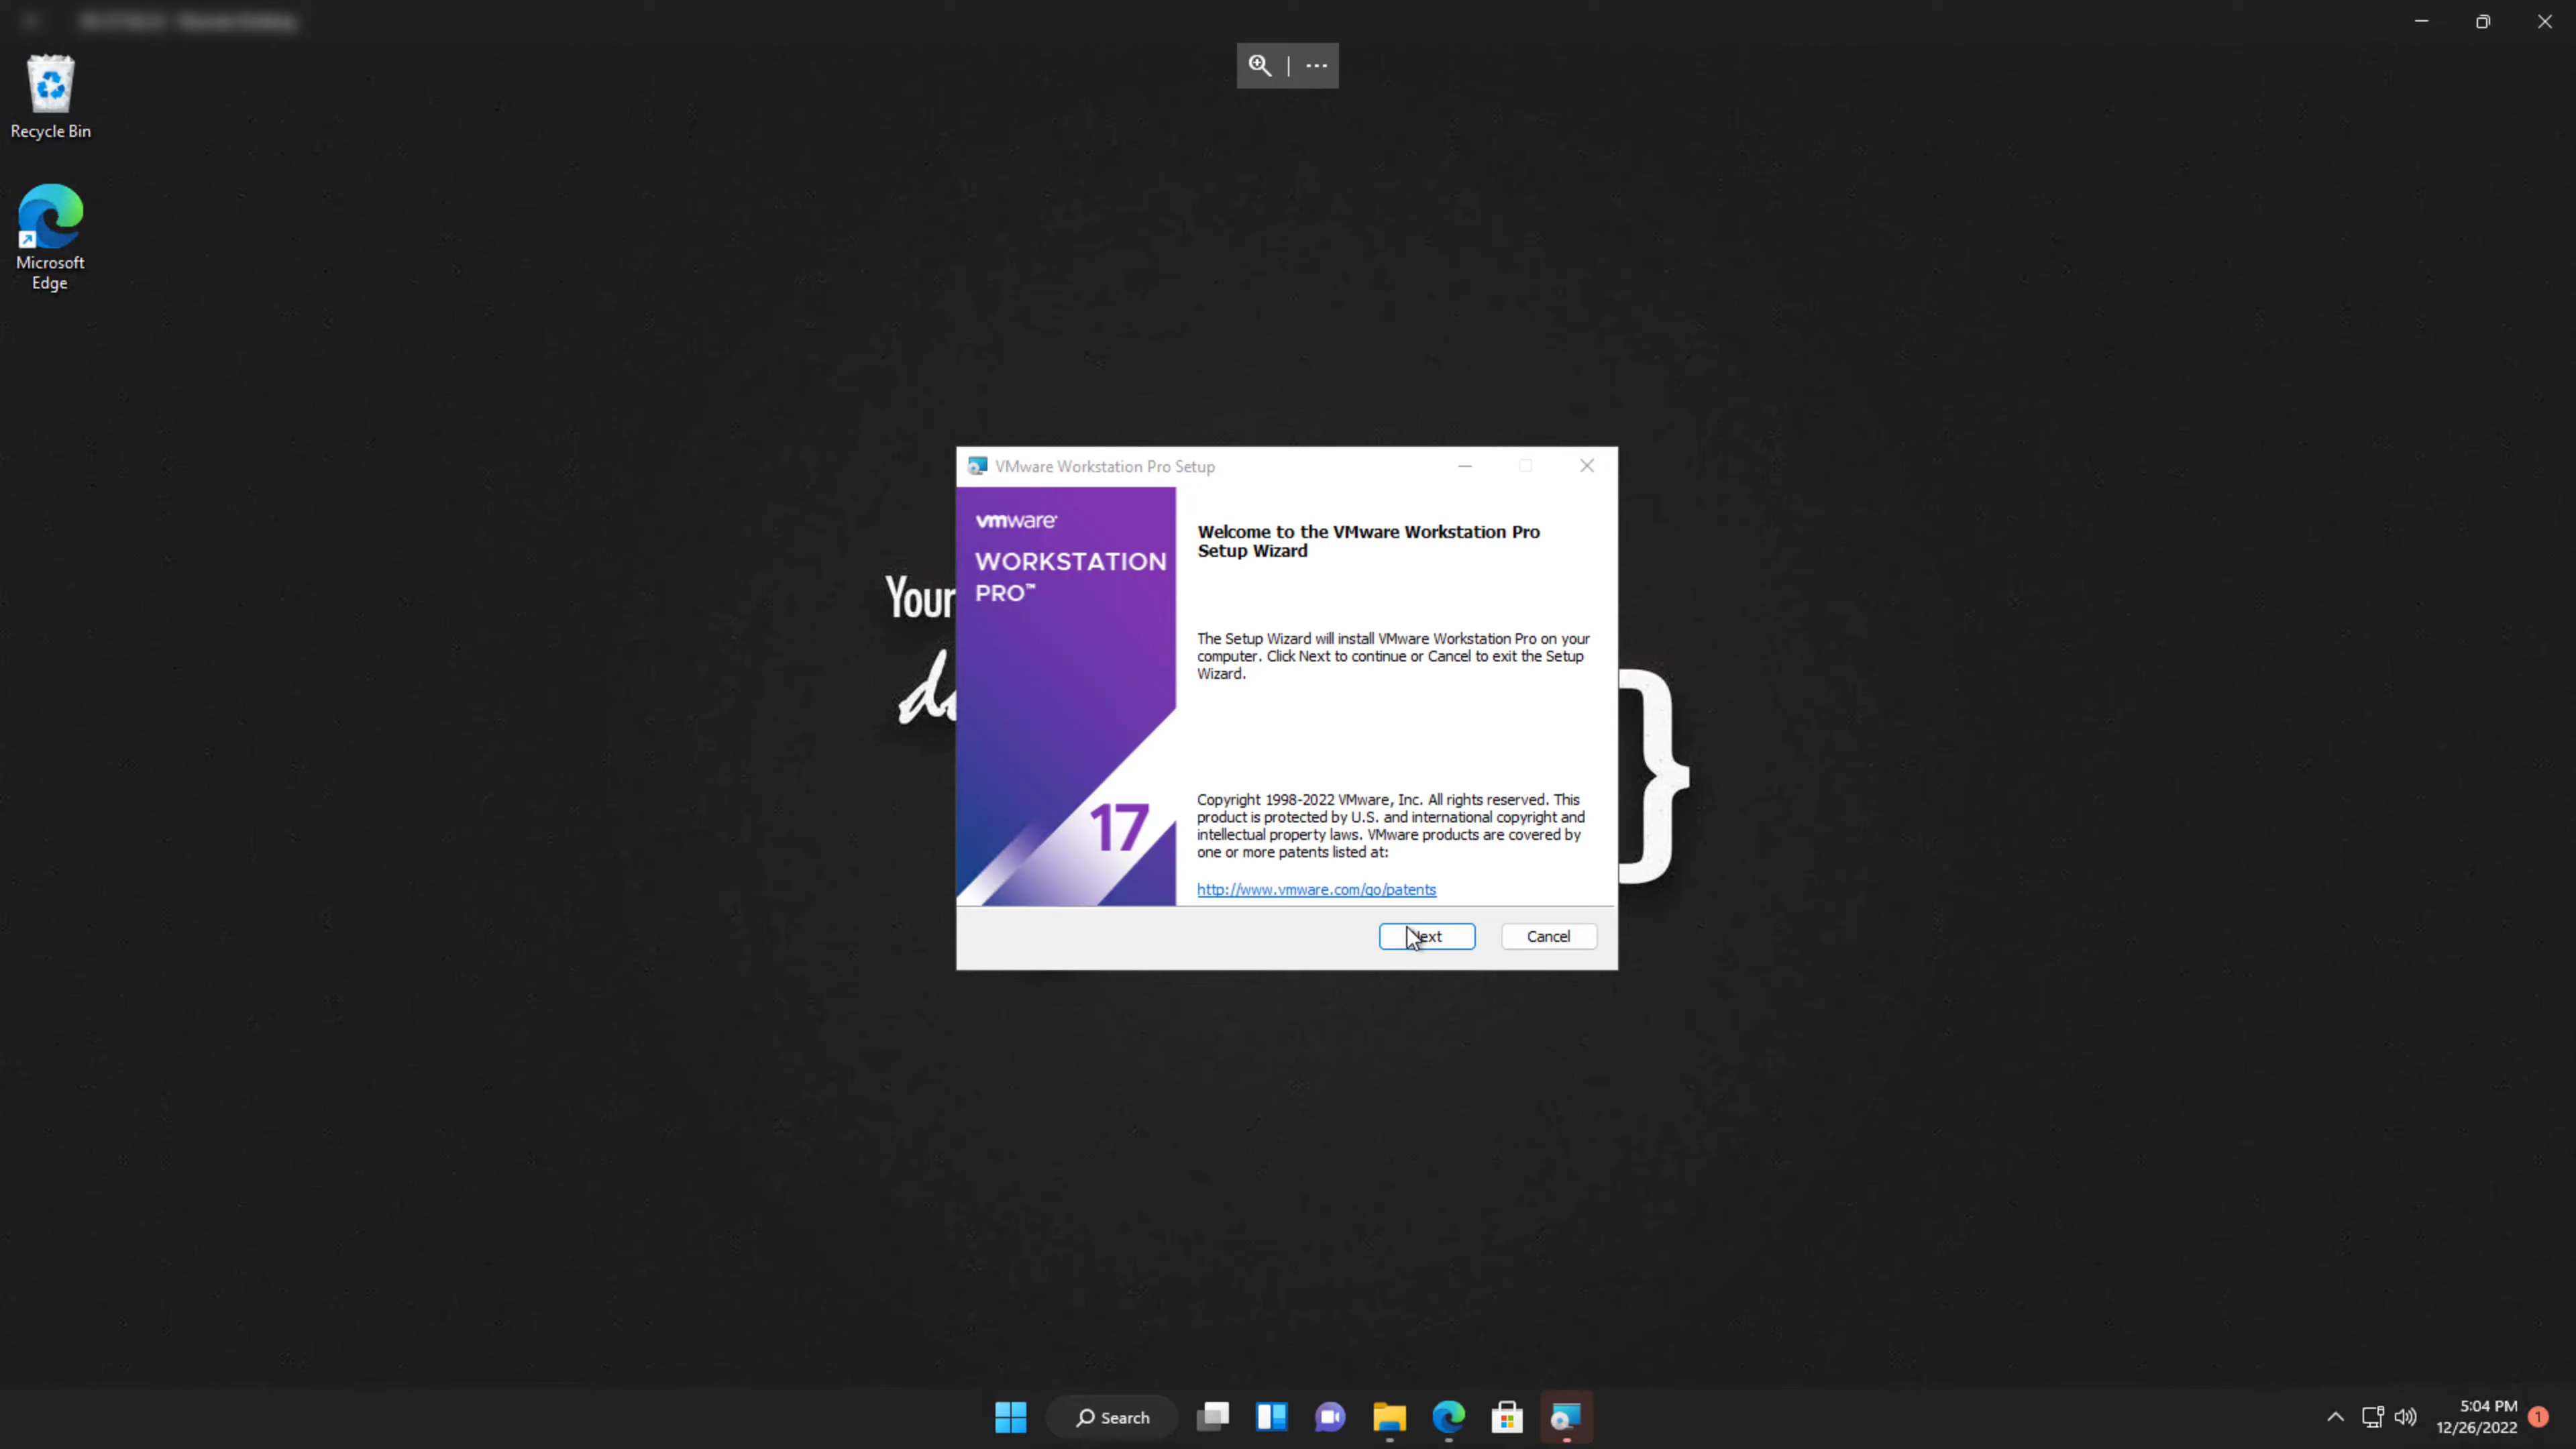 Recycle Bin
Microsoft
Edge
Your
VMware Workstation Pro Setup
vmware
WORKSTATION
PRO™
17
Welcome to the VMware Workstation Pro
Setup Wizard
The Setup Wizard will install VMware Workstation Pro on your
computer. Click Next to continue or Cancel to exit the Setup
Wizard.
Copyright 1998-2022 VMware, Inc. All rights reserved. This
product is protected by U.S. and international copyright and
intellectual property laws. VMware products are covered by
one or more patents listed at:
http://www.vmware.com/go/patents
Cancel
}
Search
5:04 PM
12/26/2022
1